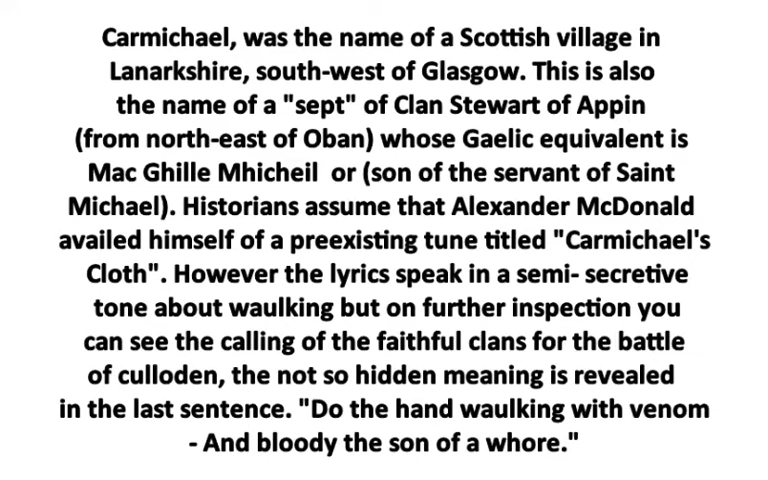 Carmichael, was the name of a Scottish village in
Lanarkshire, south-west of Glasgow. This is also
the name of a "sept" of Clan Stewart of Appin
(from north-east of Oban) whose Gaelic equivalent is
Mac Ghille Mhicheil or (son of the servant of Saint
Michael). Historians assume that Alexander McDonald
availed himself of a preexisting tune titled "Carmichael's
Cloth". However the lyrics speak in a semi- secretive
tone about waulking but on further inspection you
can see the calling of the faithful clans for the battle
of culloden, the not so hidden meaning is revealed
in the last sentence. "Do the hand waulking with venom
- And bloody the son of a whore."